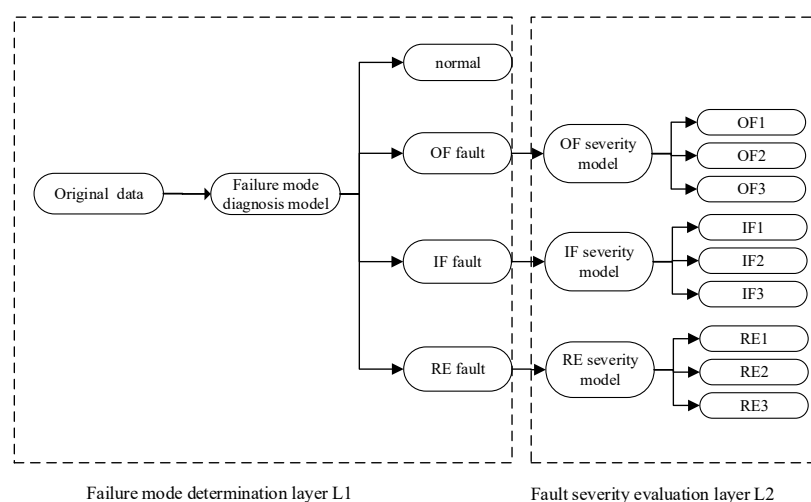 normal
OF fault
OF severity
model
OF1
OF2
OF3
Original data
Failure mode
diagnosis model
IF fault
IF severity
model
IF1
IF2
IF3
RE fault
RE severity
model
RE1
RE2
RE3
Failure mode determination layer L1
Fault severity evaluation layer L2